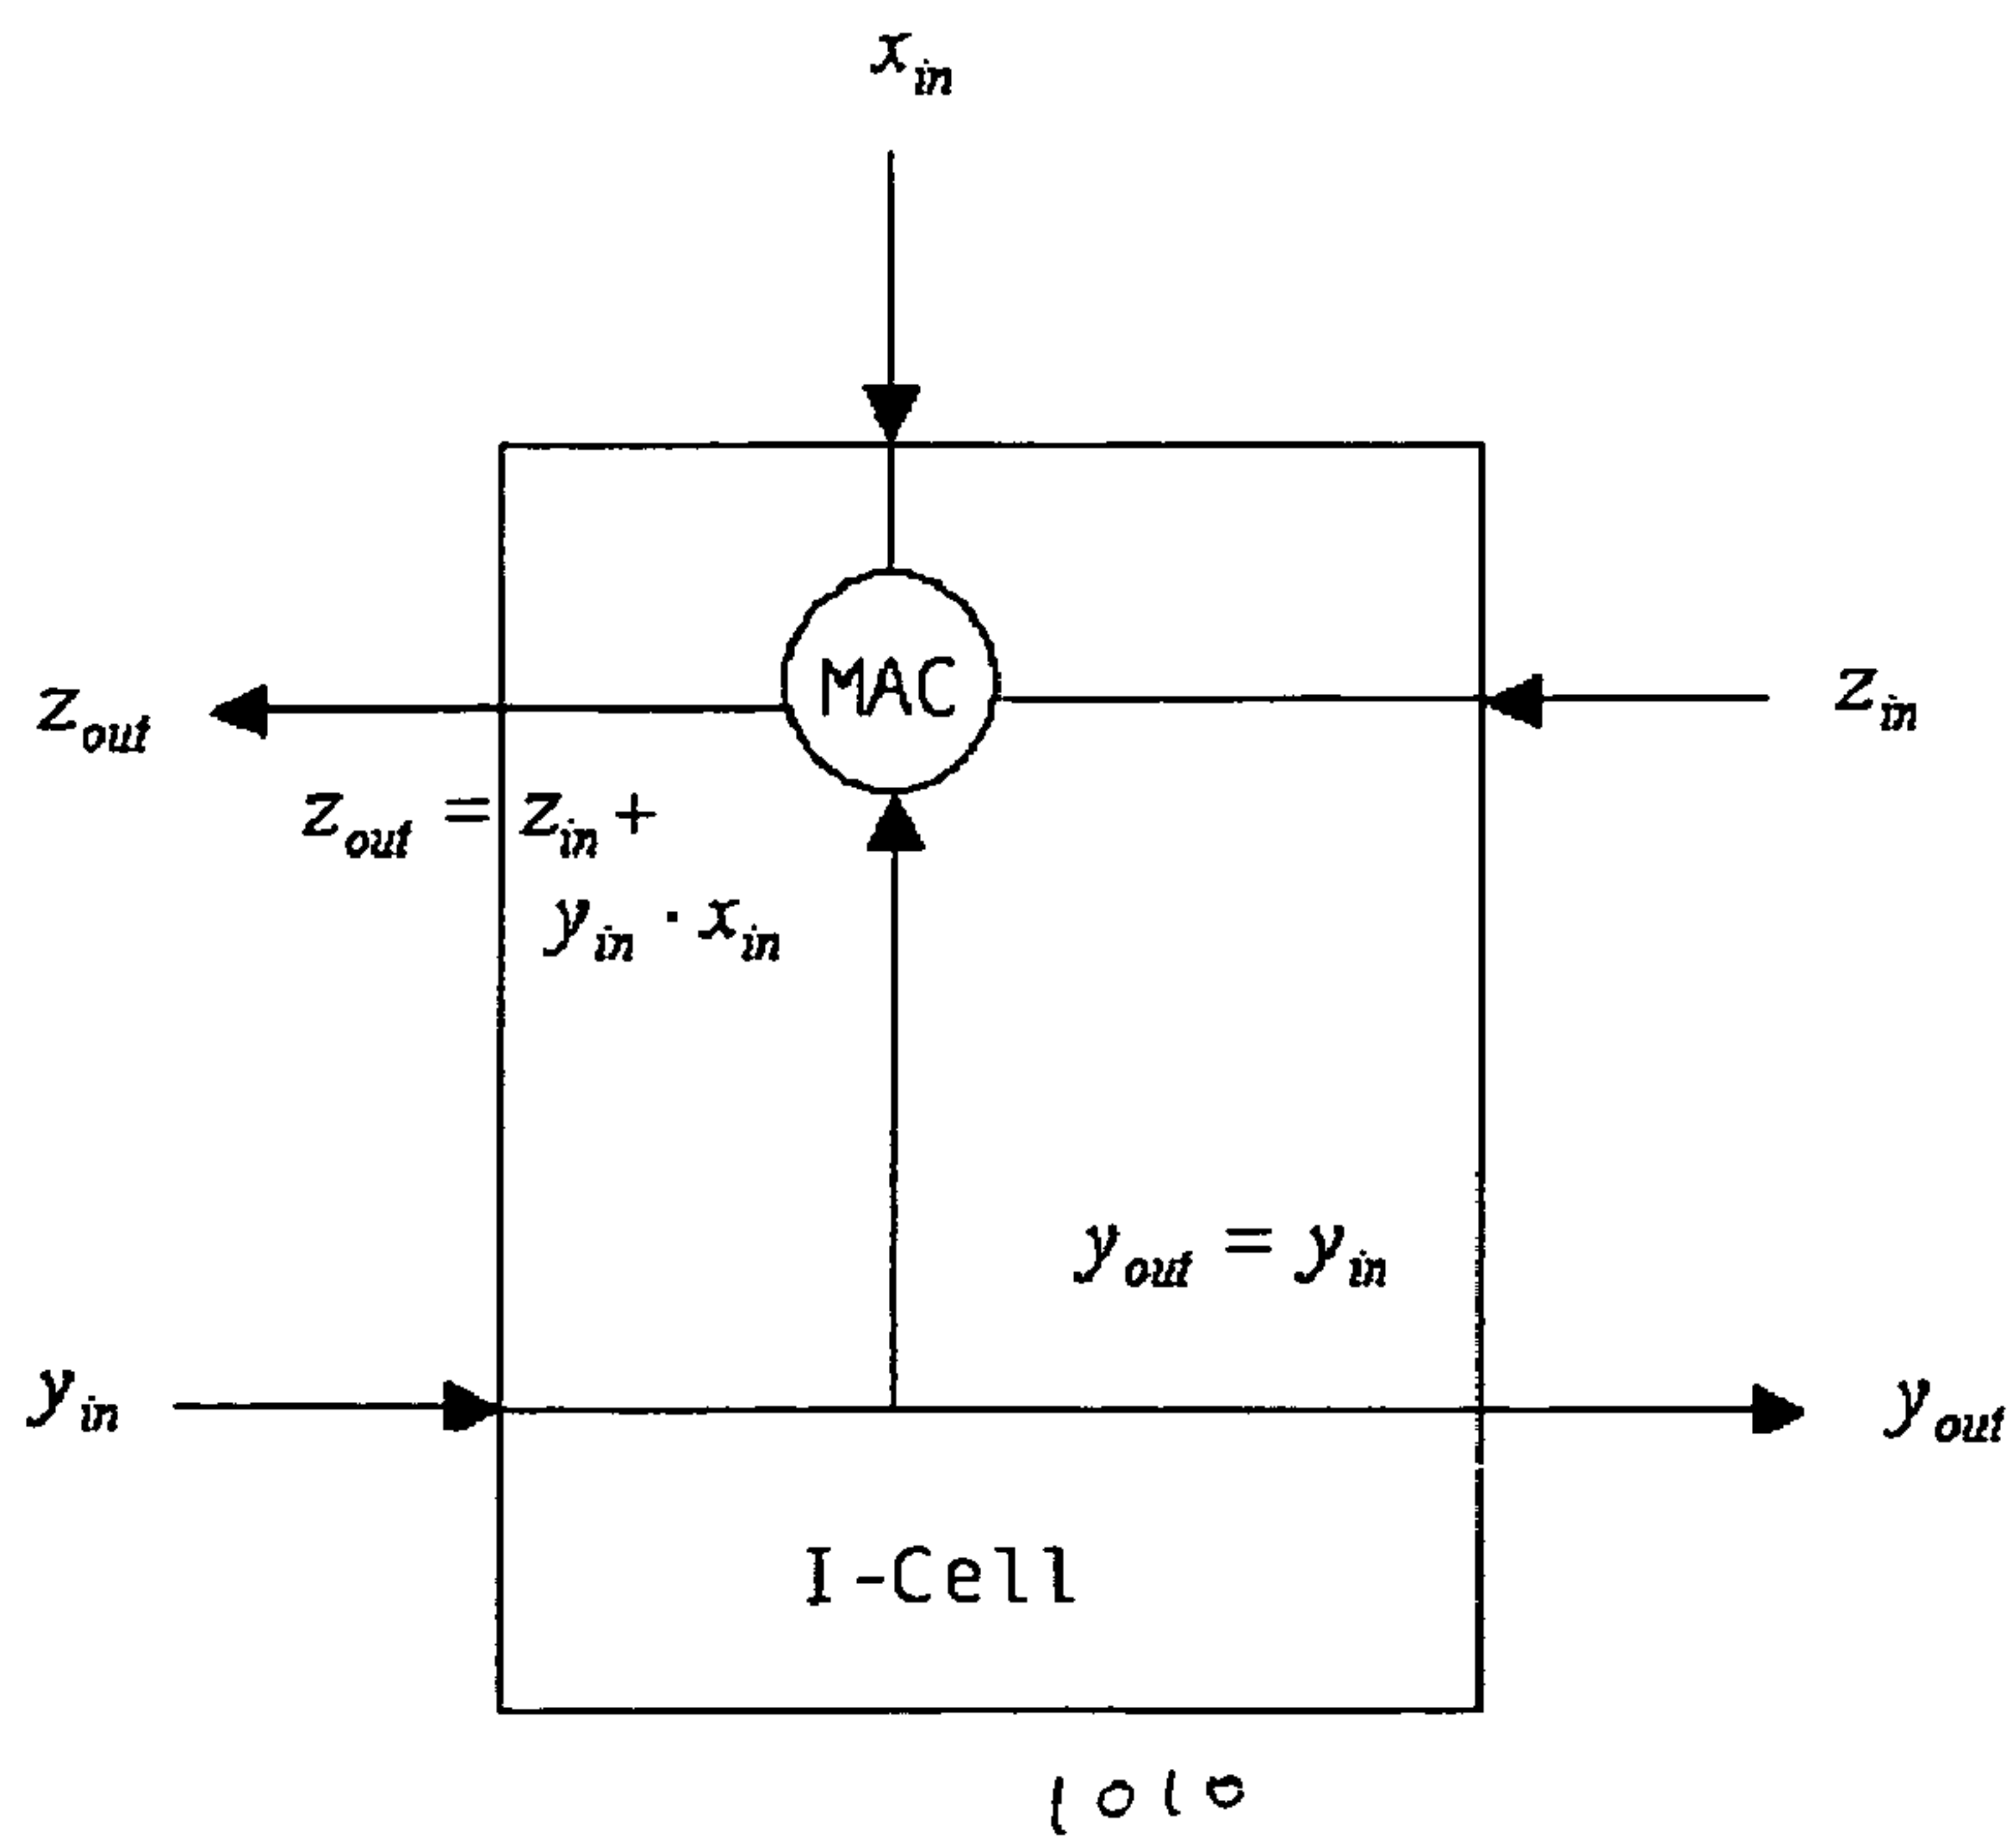 x_in
MAC
z_out
z_in
z_out = z_in +
y_in · x_in
y_out = y_in
y_in
y_out
I-Cell
1010